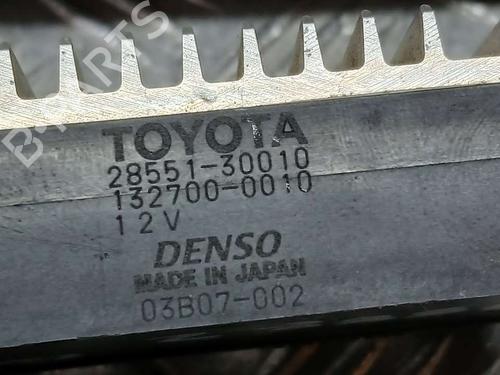 TOYOTA
28551-30010
132700-0010
12V
DENSO
MADE IN JAPAN
03B07-002